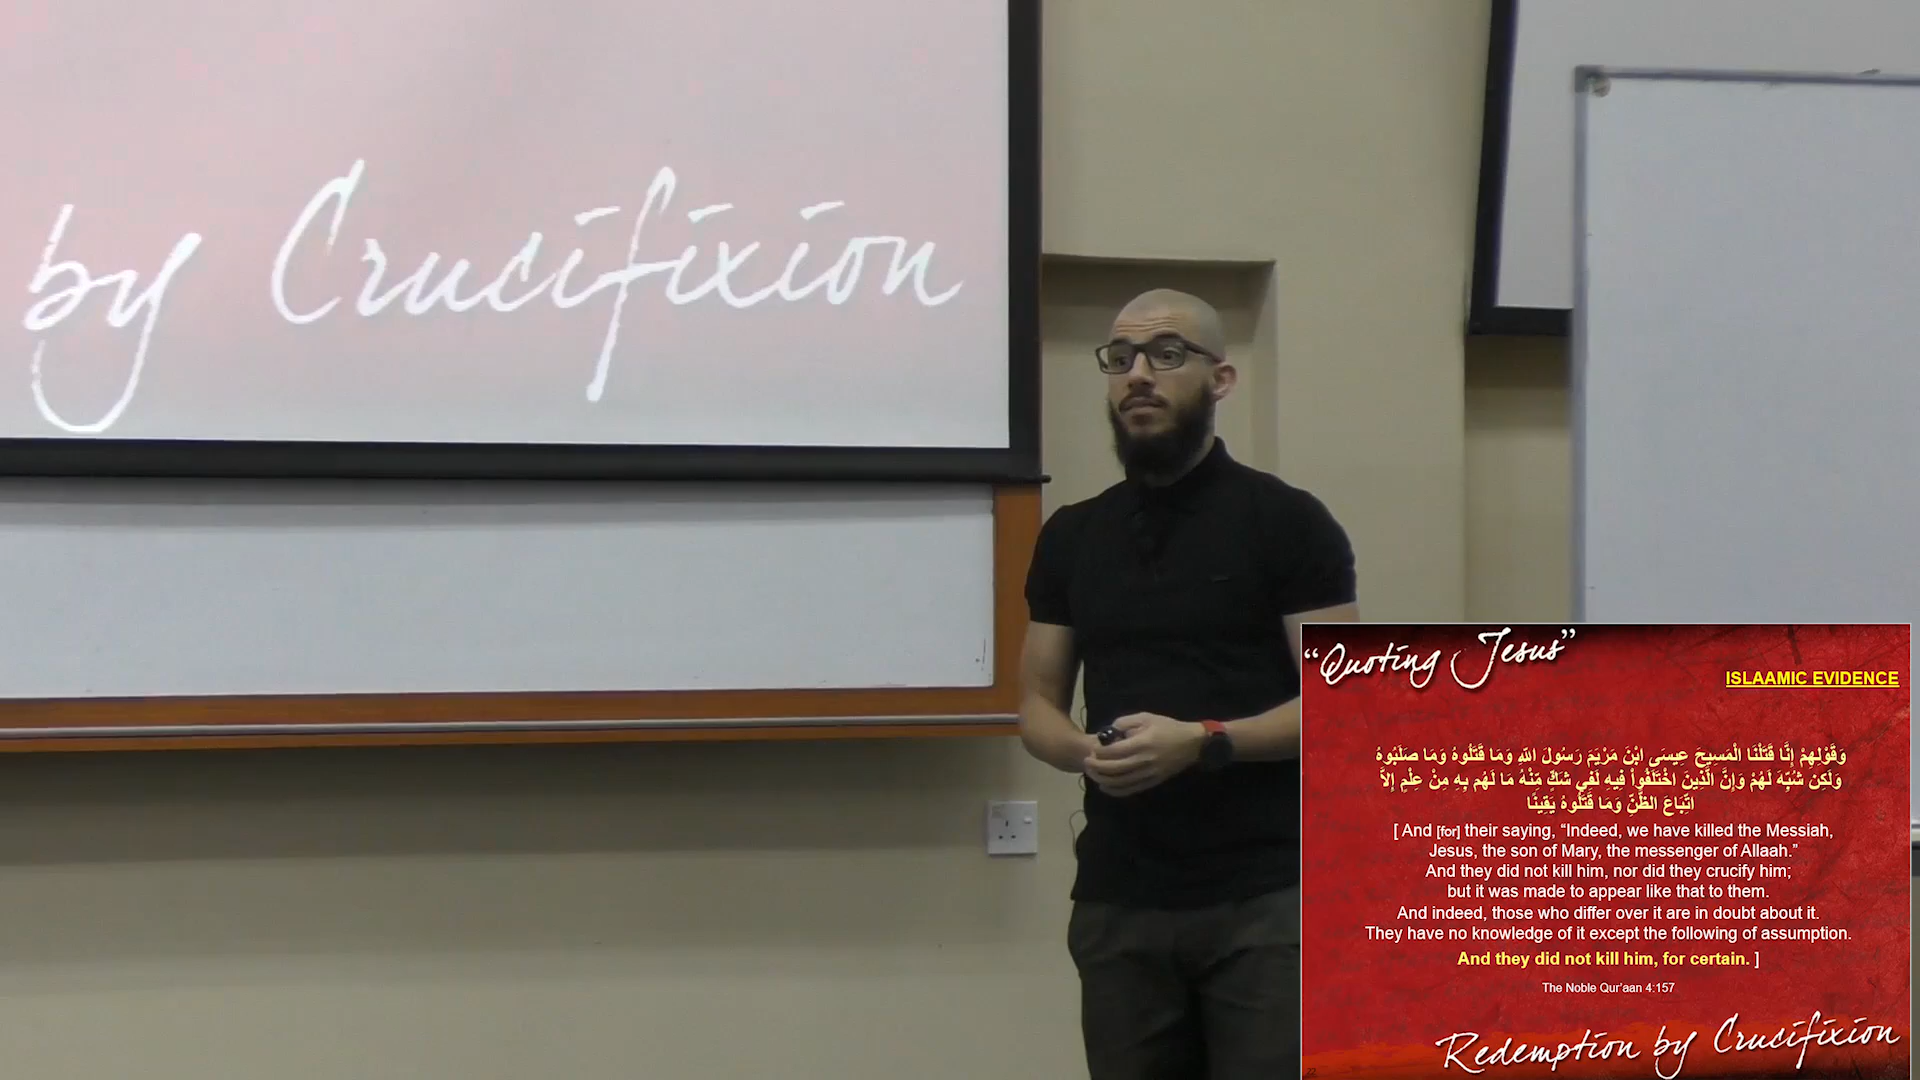 by Crucifixion
“Quoting Jesus”
ISLAAMIC EVIDENCE
وَقَوْلِهِمْ إِنَّا قَتَلْنَا الْمَسِيحَ عِيسَى ابْنَ مَرْيَمَ رَسُولَ اللّهِ وَمَا قَتَلُوهُ وَمَا صَلَبُوهُ
وَلَكِن شُبِّهَ لَهُمْ وَإِنَّ الَّذِينَ اخْتَلَفُواْ فِيهِ لَفِي شَكٍّ مِّنْهُ مَا لَهُم بِهِ مِنْ عِلْمٍ إِلاَّ
اتِّبَاعَ الظَّنِّ وَمَا قَتَلُوهُ يَقِينًا
[ And [for] their saying, “Indeed, we have killed the Messiah,
Jesus, the son of Mary, the messenger of Allaah.”
And they did not kill him, nor did they crucify him;
but it was made to appear like that to them.
And indeed, those who differ over it are in doubt about it.
They have no knowledge of it except the following of assumption.
And they did not kill him, for certain. ]
The Noble Qur’aan 4:157
Redemption by Crucifixion
22